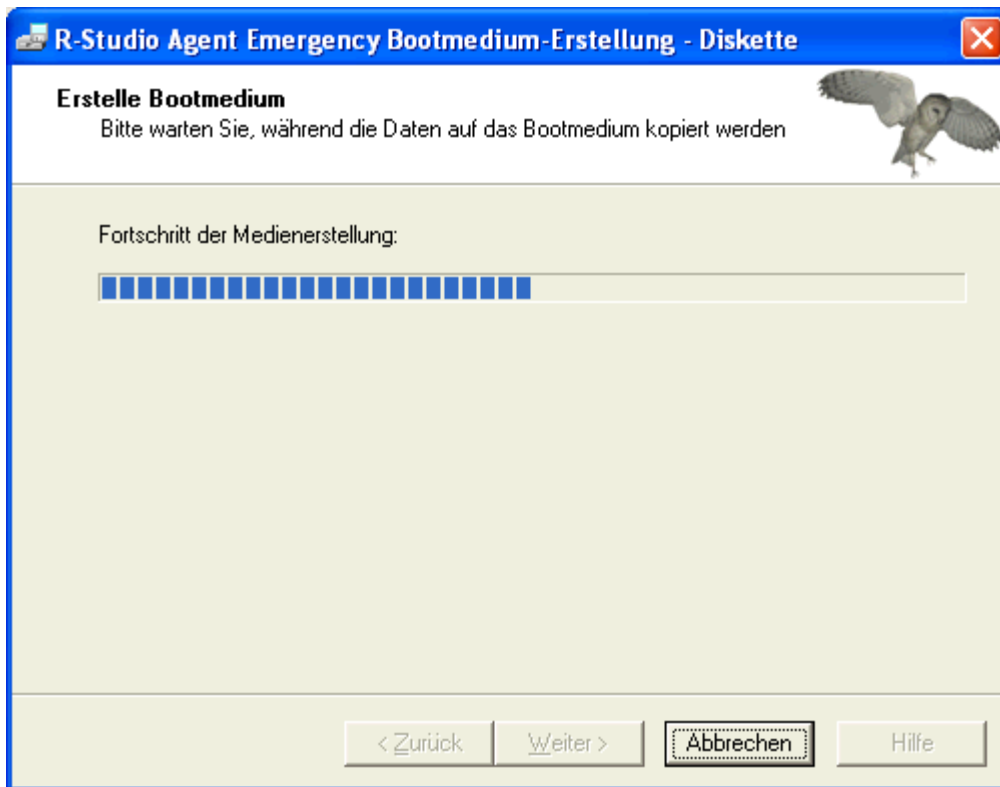 R-Studio Agent Emergency Bootmedium-Erstellung - Diskette
Erstelle Bootmedium
Bitte warten Sie, während die Daten auf das Bootmedium kopiert werden
Fortschritt der Medienerstellung:
< Zurück Weiter > Abbrechen Hilfe